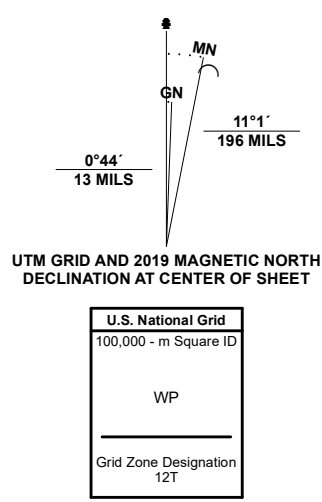 MN
GN
11°1´
196 MILS
0°44´
13 MILS
UTM GRID AND 2019 MAGNETIC NORTH
DECLINATION AT CENTER OF SHEET
U.S. National Grid
100,000 - m Square ID
WP
Grid Zone Designation
12T